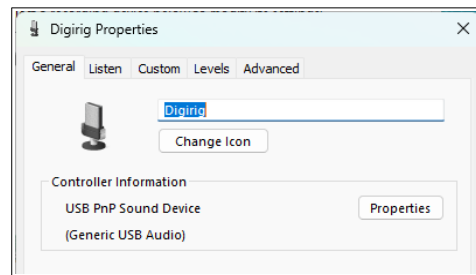 Digirig Properties
General Listen Custom Levels Advanced
Digirig
Change Icon
Controller Information
USB PnP Sound Device
Properties
(Generic USB Audio)